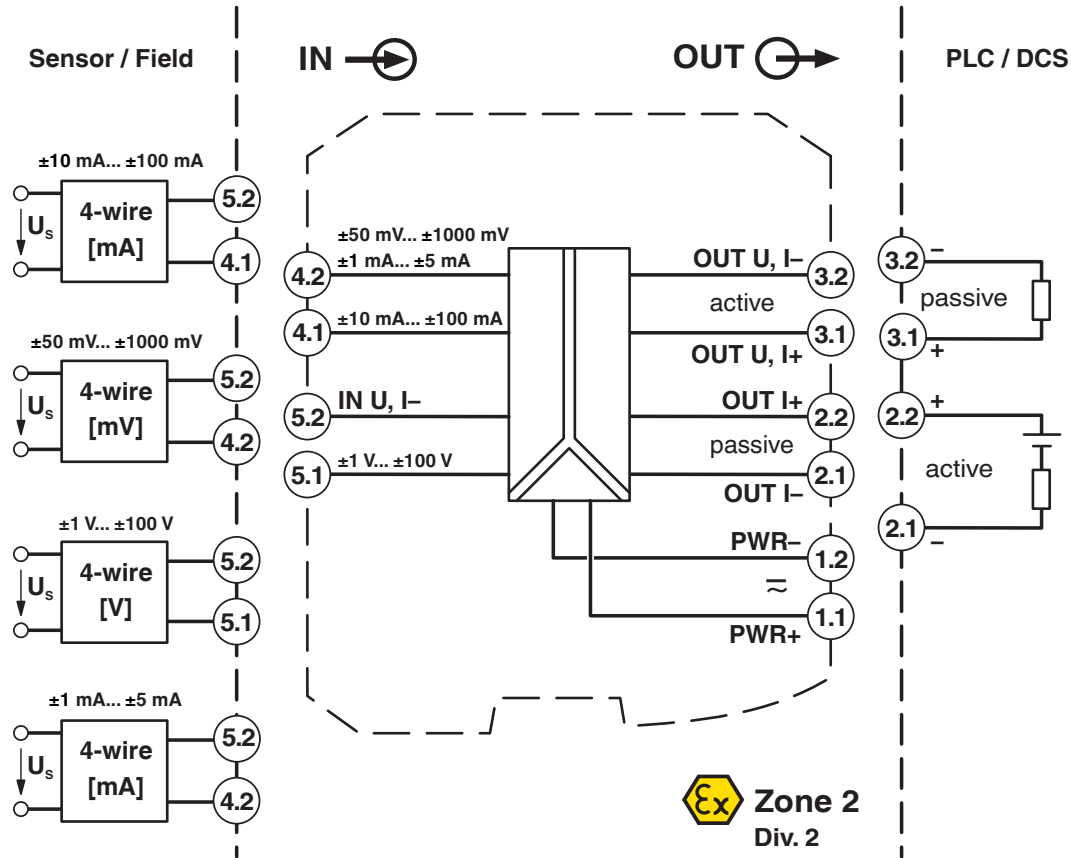 Sensor / Field
IN
OUT
PLC / DCS
±10 mA... ±100 mA
Us
4-wire
[mA]
5.2
4.1
±50 mV... ±1000 mV
Us
4-wire
[mV]
5.2
4.2
±1 V... ±100 V
Us
4-wire
[V]
5.2
5.1
±1 mA... ±5 mA
Us
4-wire
[mA]
5.2
4.2
±50 mV... ±1000 mV
4.2
±1 mA... ±5 mA
4.1
±10 mA... ±100 mA
5.2
IN U, I–
5.1
±1 V... ±100 V
OUT U, I–
3.2
active
3.1
OUT U, I+
OUT I+
2.2
passive
2.1
OUT I–
PWR–
1.2
1.1
PWR+
3.2
–
passive
3.1
+
2.2
+
active
2.1
–
Ex
Zone 2
Div. 2